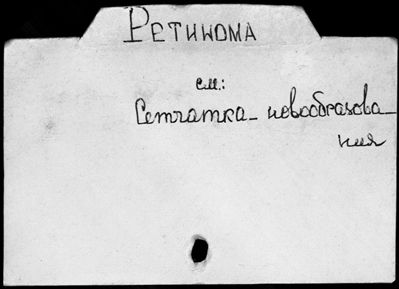 Ретинома
см.:
Сетчатка - новообразова-
ния